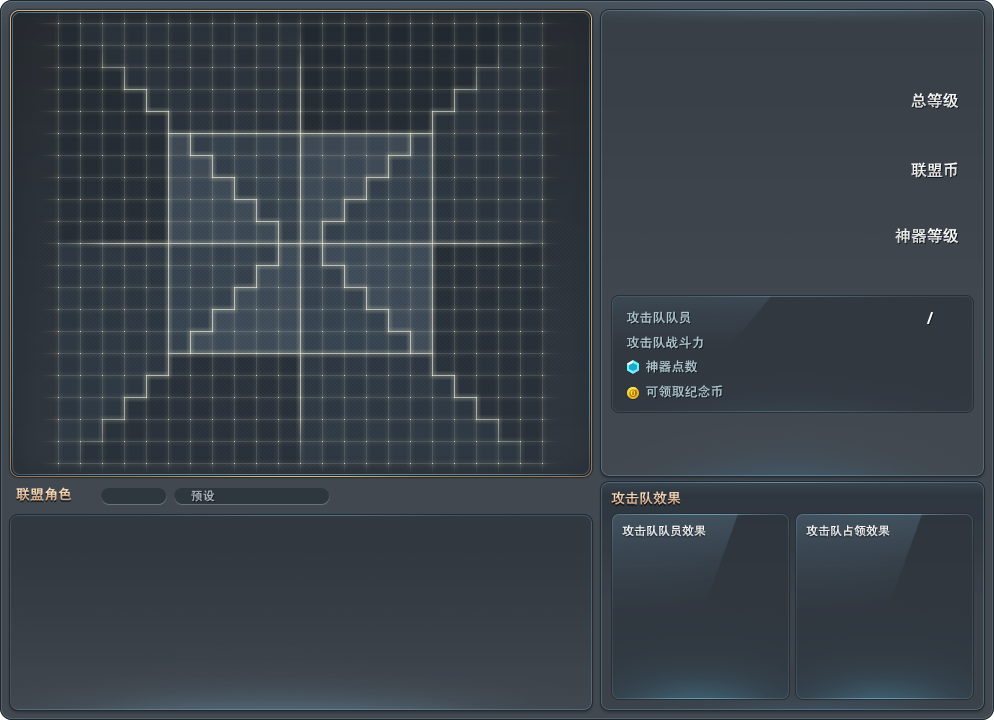 总等级
联盟币
神器等级
攻击队队员 /
攻击队战斗力
神器点数
可领取纪念币
联盟角色
预设
攻击队效果
攻击队队员效果
攻击队占领效果